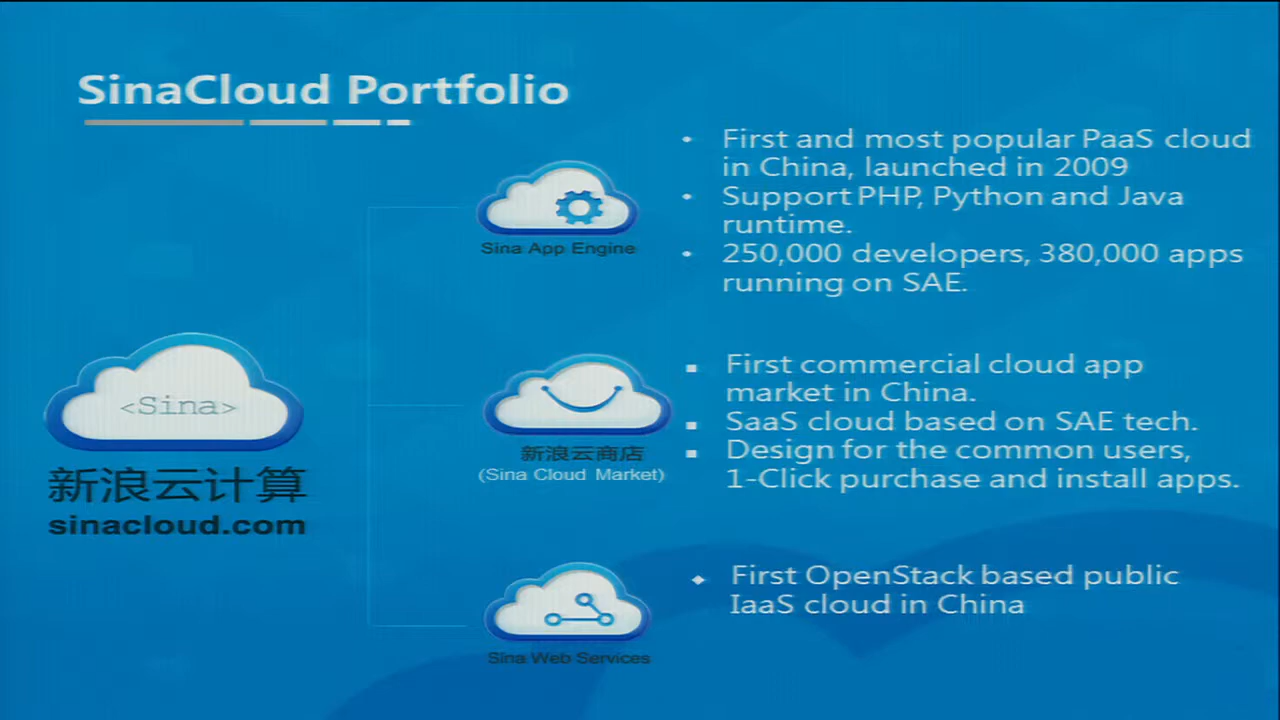 SinaCloud Portfolio
• First and most popular PaaS cloud
in China, launched in 2009
• Support PHP, Python and Java
runtime.
• 250,000 developers, 380,000 apps
running on SAE.
Sina App Engine
▪ First commercial cloud app
market in China.
▪ SaaS cloud based on SAE tech.
▪ Design for the common users,
1-Click purchase and install apps.
新浪云商店
(Sina Cloud Market)
<Sina>
新浪云计算
sinacloud.com
◆ First OpenStack based public
IaaS cloud in China
Sina Web Services